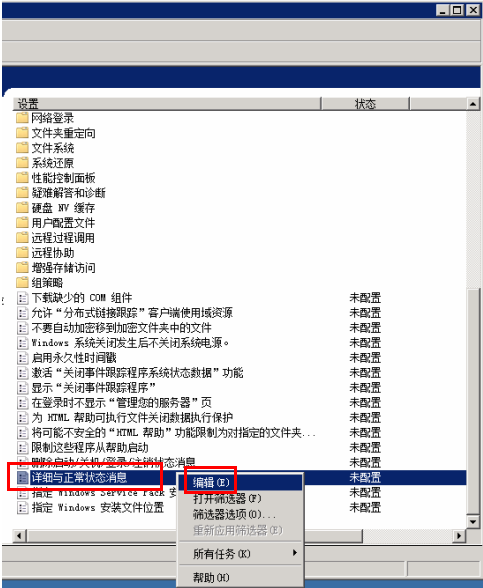 设置 状态
网络登录
文件夹重定向
文件系统
系统还原
性能控制面板
疑难解答和诊断
硬盘 NV 缓存
用户配置文件
远程过程调用
远程协助
增强存储访问
组策略
下载缺少的 COM 组件 未配置
允许“分布式链接跟踪”客户端使用域资源 未配置
不要自动加密移到加密文件夹中的文件 未配置
Windows 系统关闭发生后不关闭系统电源。 未配置
启用永久性时间戳 未配置
激活“关闭事件跟踪程序系统状态数据”功能 未配置
显示“关闭事件跟踪程序” 未配置
在登录时不显示“管理您的服务器”页 未配置
为 HTML 帮助可执行文件关闭数据执行保护 未配置
将可能不安全的“HTML 帮助”功能限制为对指定的文件夹... 未配置
限制这些程序从帮助启动 未配置
删除启动/关机/登录/注销状态消息 未配置
详细与正常状态消息 未配置
指定 Windows Service Pack 安 未配置
指定 Windows 安装文件位置 未配置
编辑(E)
打开筛选器(F)
筛选器选项(O)...
重新应用筛选器(E)
所有任务(K)
帮助(H)